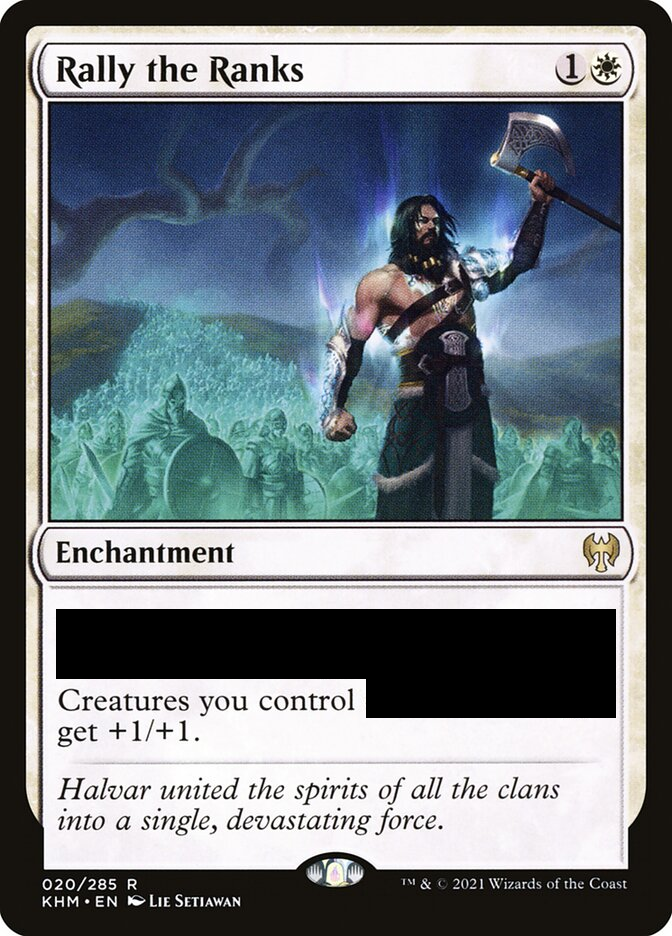 Rally the Ranks
1
Enchantment
Creatures you control
get +1/+1.
Halvar united the spirits of all the clans
into a single, devastating force.
020/285 R
KHM • EN Lie Setiawan
™ & © 2021 Wizards of the Coast